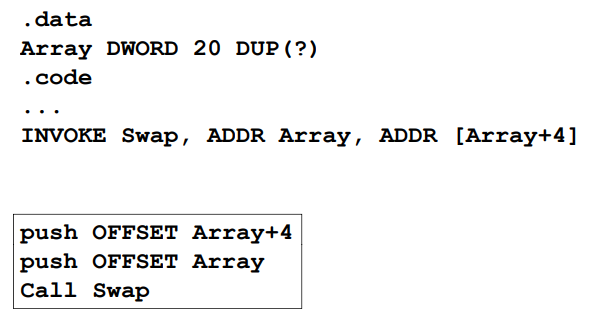 .data
Array DWORD 20 DUP(?)
.code
...
INVOKE Swap, ADDR Array, ADDR [Array+4]
push OFFSET Array+4
push OFFSET Array
Call Swap